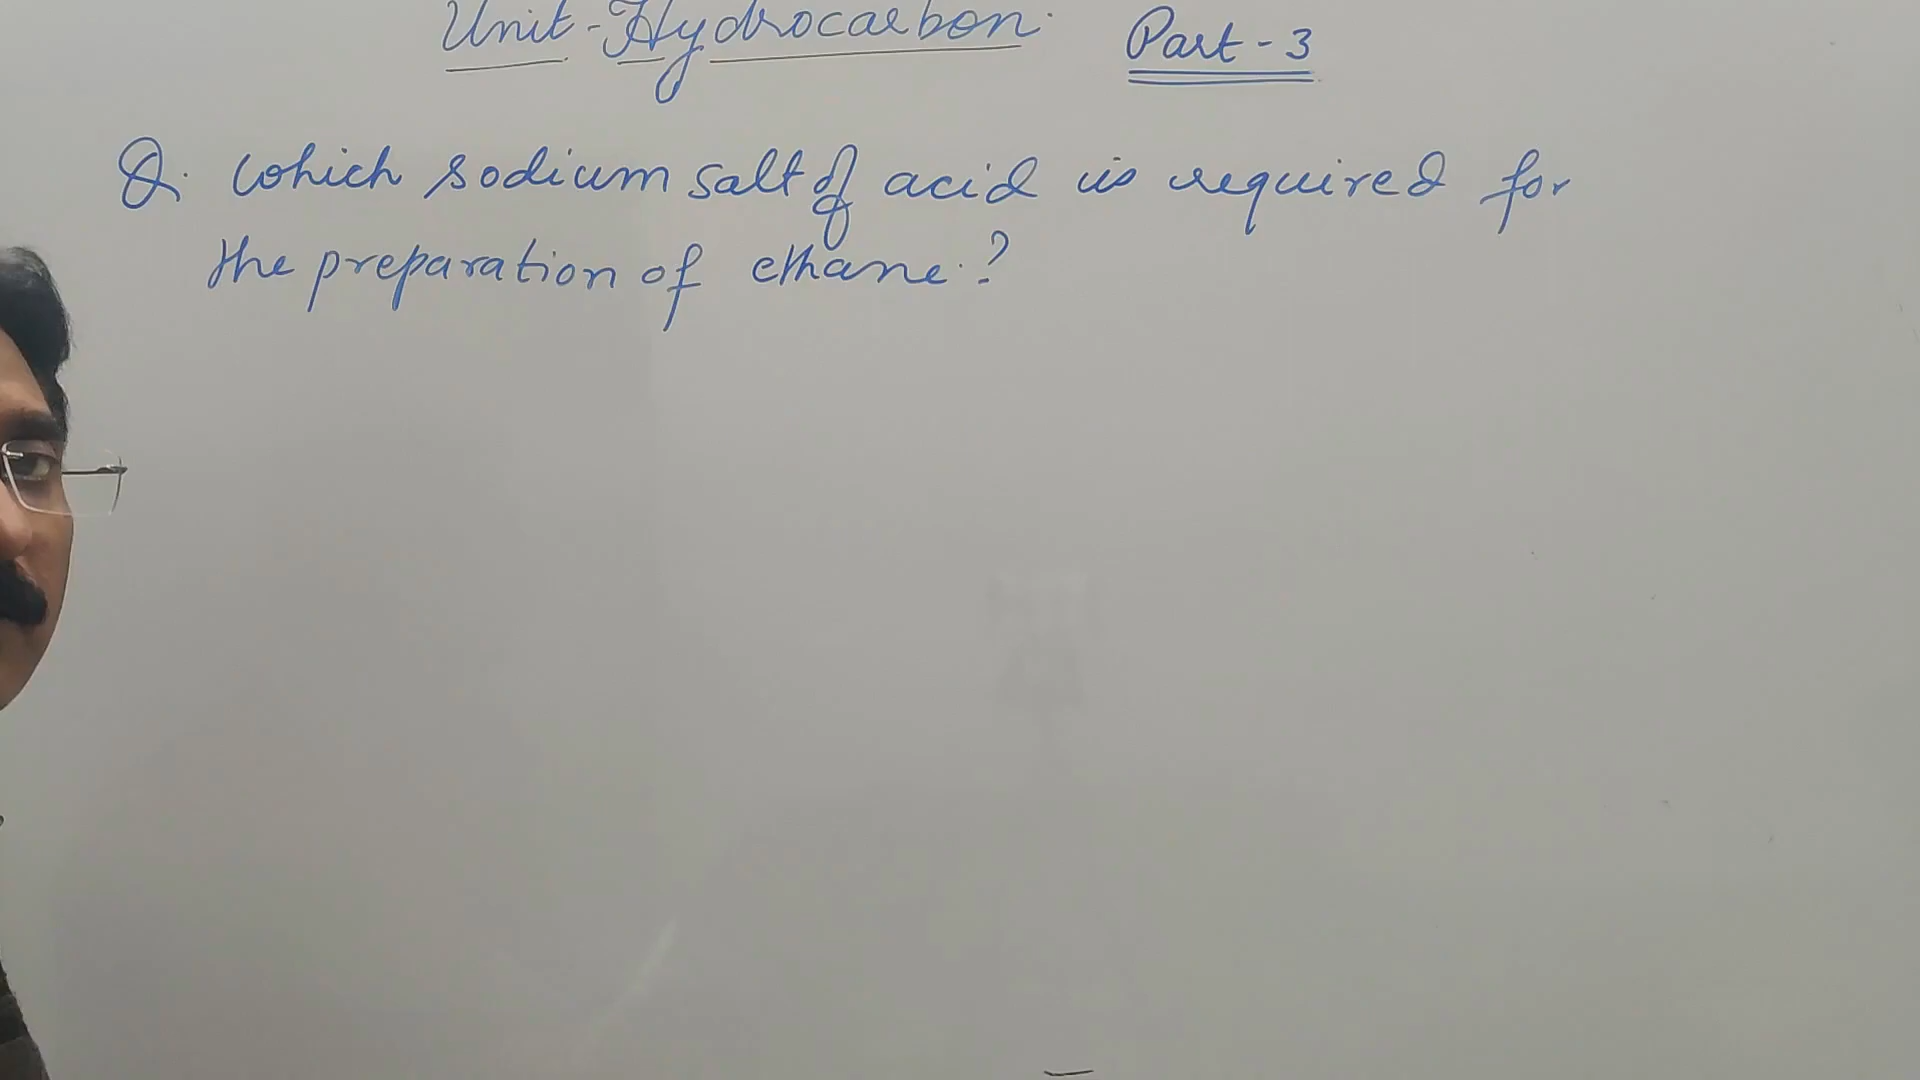 Unit - Hydrocarbon. Part - 3
Q. Which sodium salt of acid is required for
the preparation of ethane.?